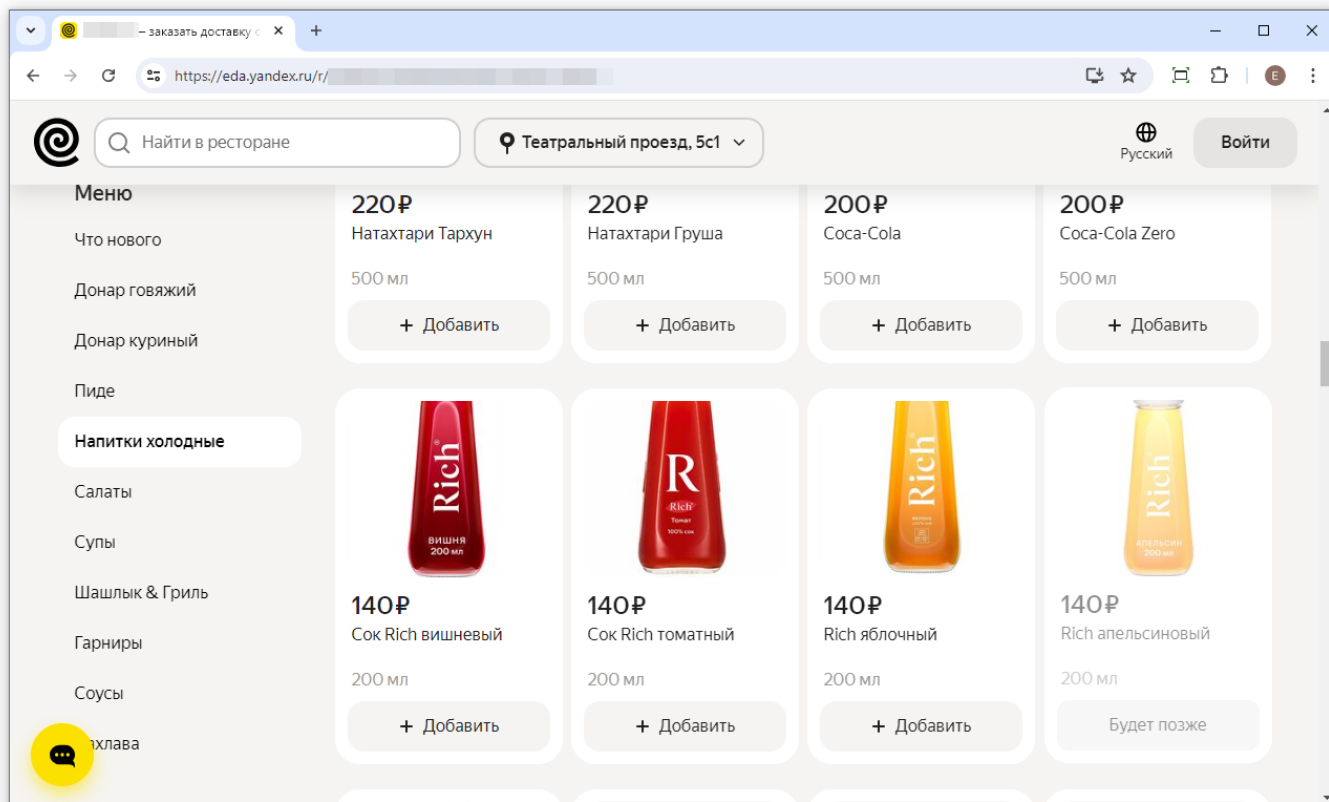 – заказать доставку с
https://eda.yandex.ru/r/
E
Найти в ресторане
Театральный проезд, 5с1
Русский
Войти
Меню
Что нового
Донар говяжий
Донар куриный
Пиде
Напитки холодные
Салаты
Супы
Шашлык & Гриль
Гарниры
Соусы
220 ₽ 220 ₽ 200 ₽ 200 ₽
Натахтари Тархун Натахтари Груша Coca-Cola Coca-Cola Zero
500 мл 500 мл 500 мл 500 мл
+ Добавить + Добавить + Добавить + Добавить
Rich
ВИШНЯ
200 мл
R
Rich
Томат
100% сок
Rich
Rich
АПЕЛЬСИН
200 мл
140 ₽ 140 ₽ 140 ₽ 140 ₽
Сок Rich вишневый Сок Rich томатный Rich яблочный Rich апельсиновый
200 мл 200 мл 200 мл 200 мл
+ Добавить + Добавить + Добавить Будет позже